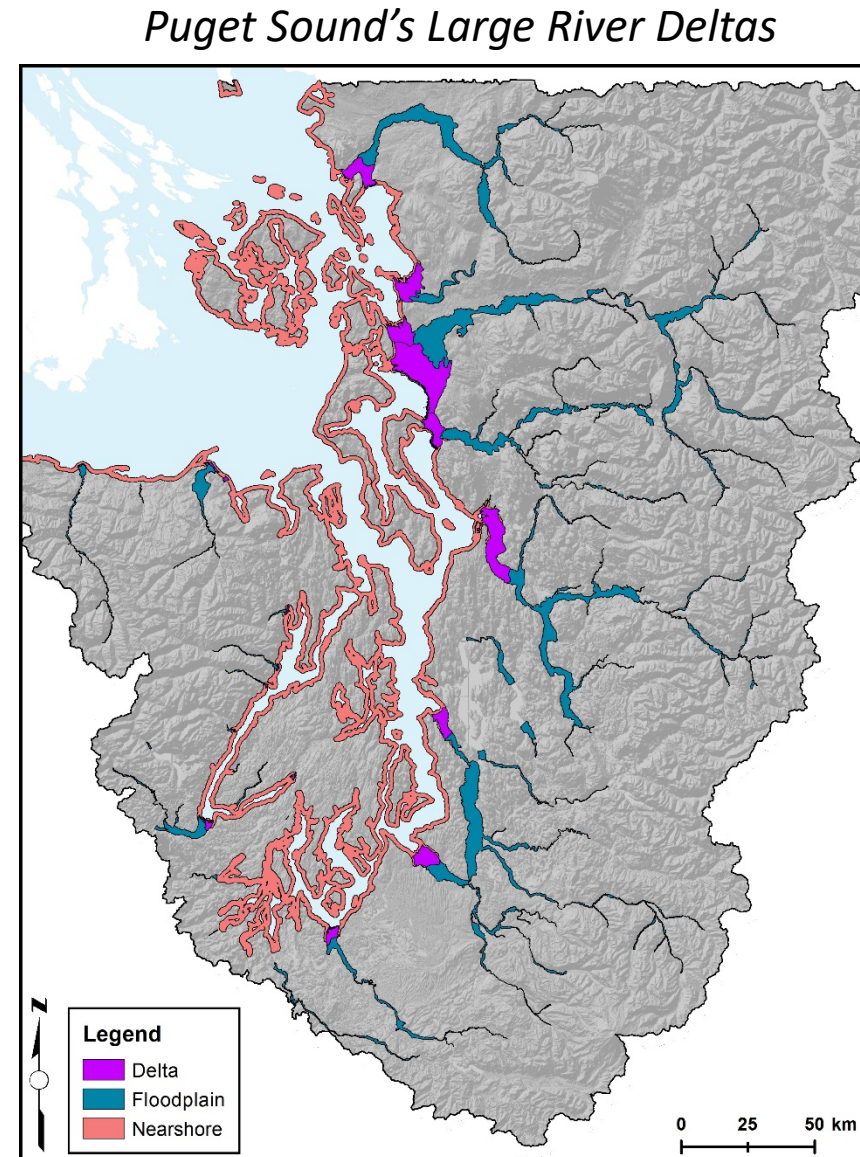 Puget Sound's Large River Deltas
N
Legend
Delta
Floodplain
Nearshore
0 25 50 km